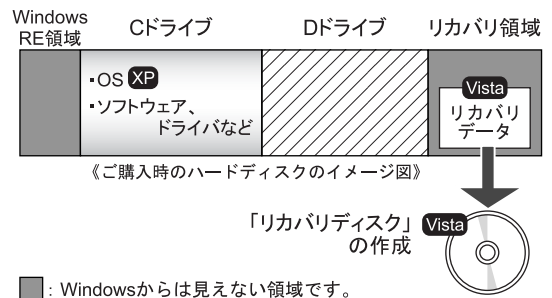 Windows
RE領域
Cドライブ
Dドライブ
リカバリ領域
・OS XP
・ソフトウェア、
ドライバなど
Vista
リカバリ
データ
《ご購入時のハードディスクのイメージ図》
「リカバリディスク」 Vista
の作成
: Windowsからは見えない領域です。